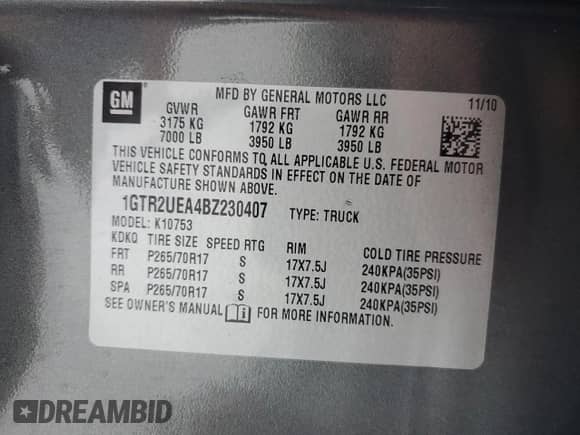 GM
MFD BY GENERAL MOTORS LLC 11/10
GVWR GAWR FRT GAWR RR
3175 KG 1792 KG 1792 KG
7000 LB 3950 LB 3950 LB
THIS VEHICLE CONFORMS TO ALL APPLICABLE U.S. FEDERAL MOTOR
VEHICLE SAFETY STANDARDS IN EFFECT ON THE DATE OF
MANUFACTURE SHOWN ABOVE.
1GTR2UEA4BZ230407 TYPE: TRUCK
MODEL: K10753
KDKQ TIRE SIZE SPEED RTG RIM COLD TIRE PRESSURE
FRT P265/70R17 S 17X7.5J 240KPA(35PSI)
RR P265/70R17 S 17X7.5J 240KPA(35PSI)
SPA P265/70R17 S 17X7.5J 240KPA(35PSI)
SEE OWNER'S MANUAL i FOR MORE INFORMATION.
DREAMBID